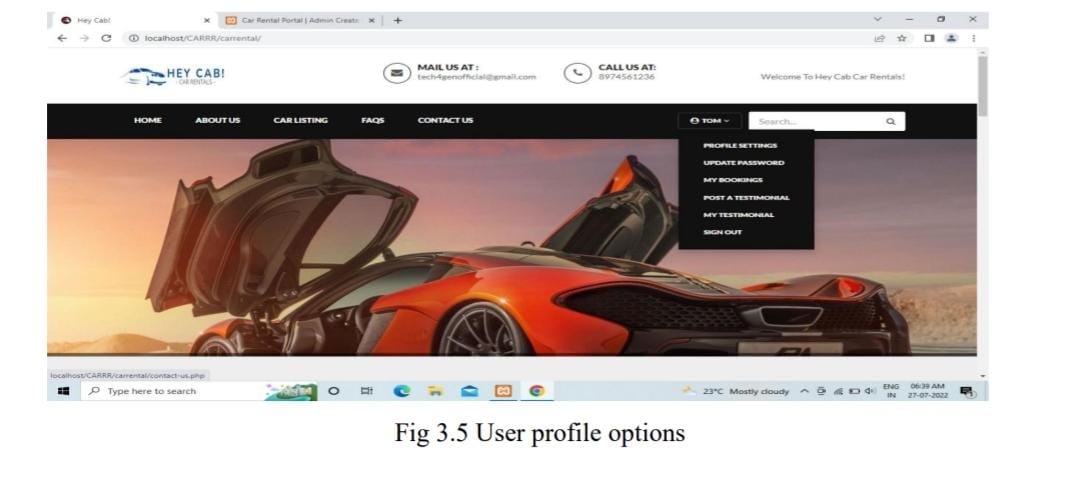 Hey Cab!
Car Rental Portal | Admin Creato
localhost/CARRR/carrental/
HEY CAB!
- CAR RENTALS -
MAIL US AT :
tech4genofficial@gmail.com
CALL US AT:
8974561236
Welcome To Hey Cab Car Rentals!
HOME ABOUT US CAR LISTING FAQS CONTACT US
TOM
Search...
PROFILE SETTINGS
UPDATE PASSWORD
MY BOOKINGS
POST A TESTIMONIAL
MY TESTIMONIAL
SIGN OUT
P1
localhost/CARRR/carrental/contact-us.php
Type here to search
23°C Mostly cloudy
ENG
IN
06:39 AM
27-07-2022
Fig 3.5 User profile options